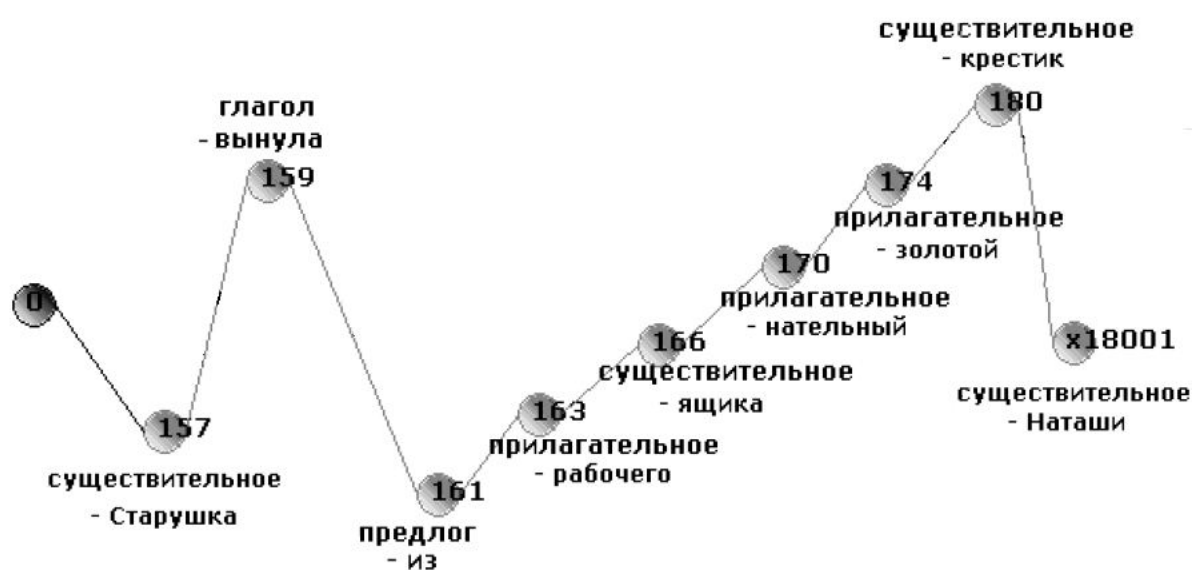 0
157
существительное
- Старушка
глагол
- вынула
159
161
предлог
- из
163
прилагательное
- рабочего
166
существительное
- ящика
170
прилагательное
- нательный
174
прилагательное
- золотой
существительное
- крестик
180
x18001
существительное
- Наташи